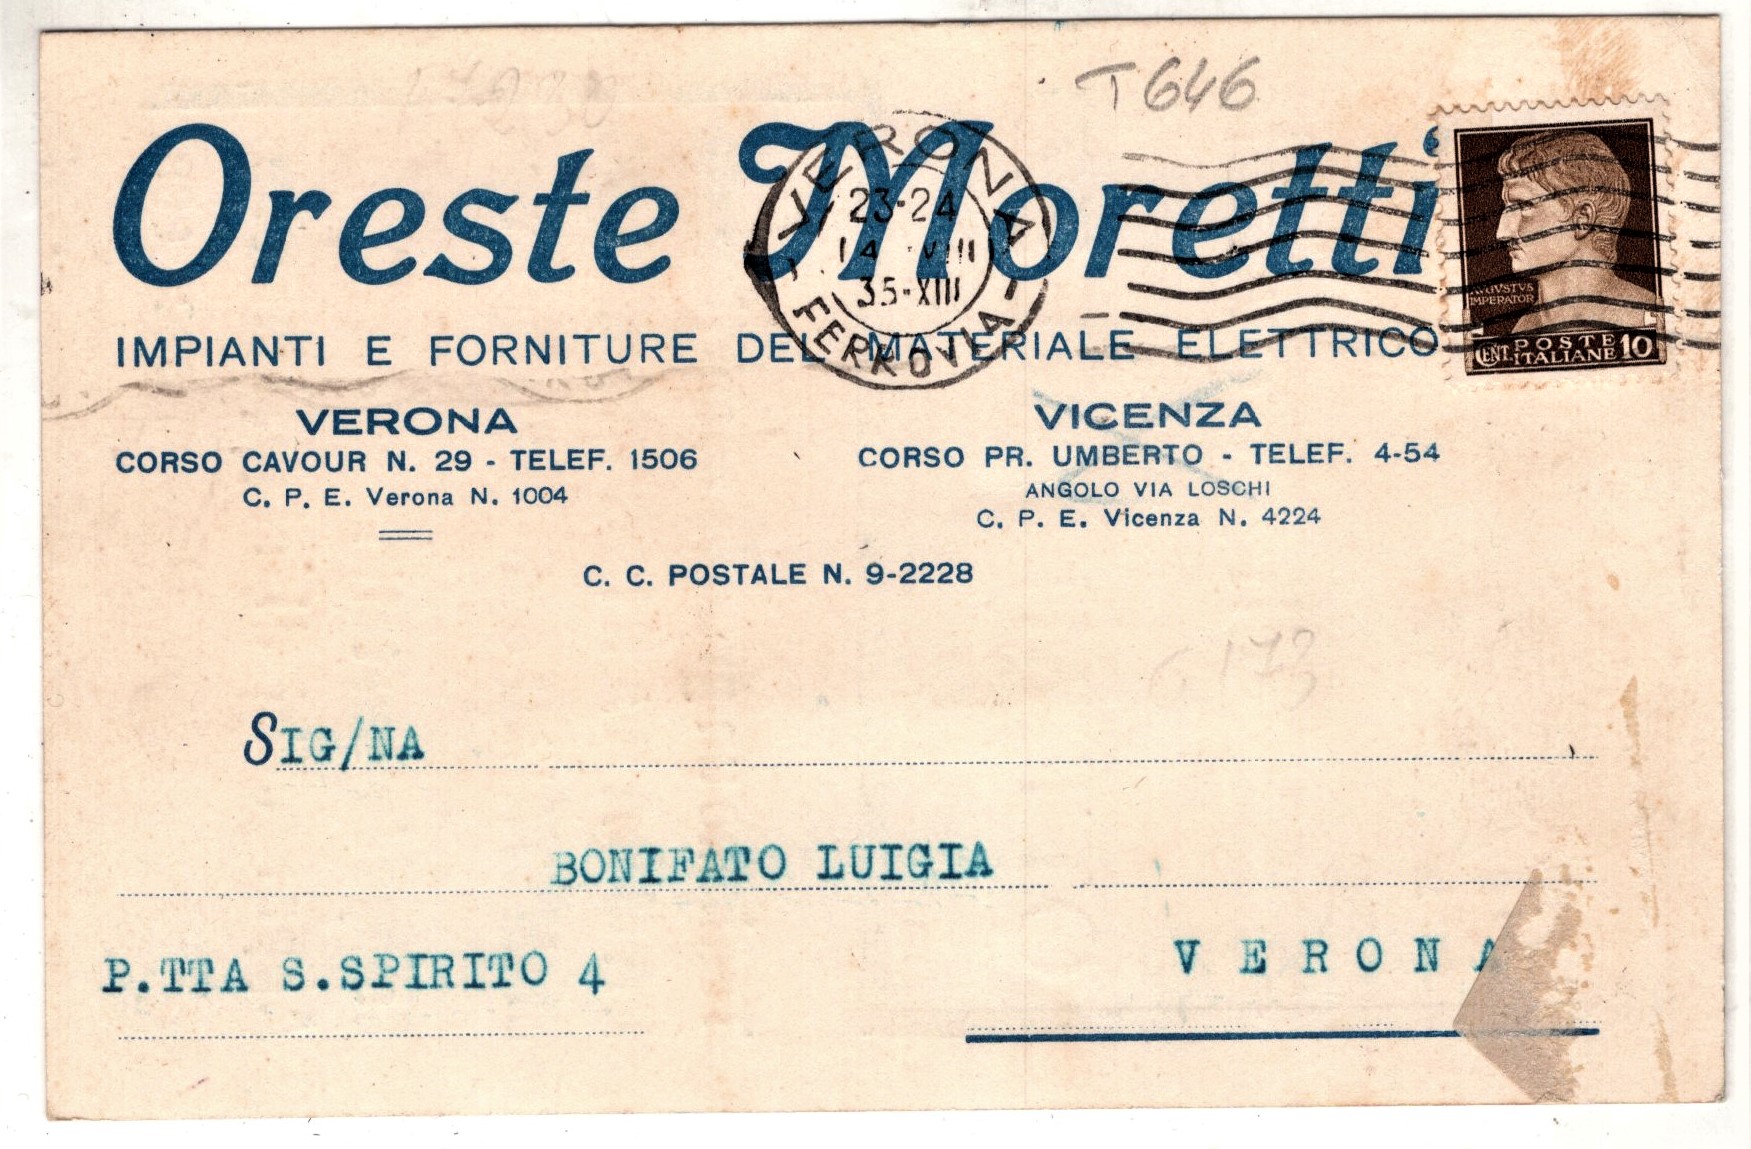 T 646
Oreste Moretti
VERONA
23-24
14 VIII
35-XIII
FERROVIA
AVGVSTVS
IMPERATOR
CENT. POSTE ITALIANE 10
IMPIANTI E FORNITURE DEL MATERIALE ELETTRICO
VERONA
CORSO CAVOUR N. 29 - TELEF. 1506
C. P. E. Verona N. 1004
VICENZA
CORSO PR. UMBERTO - TELEF. 4-54
ANGOLO VIA LOSCHI
C. P. E. Vicenza N. 4224
C. C. POSTALE N. 9-2228
173
SIG/NA
BONIFATO LUIGIA
P.TTA S.SPIRITO 4
V E R O N A